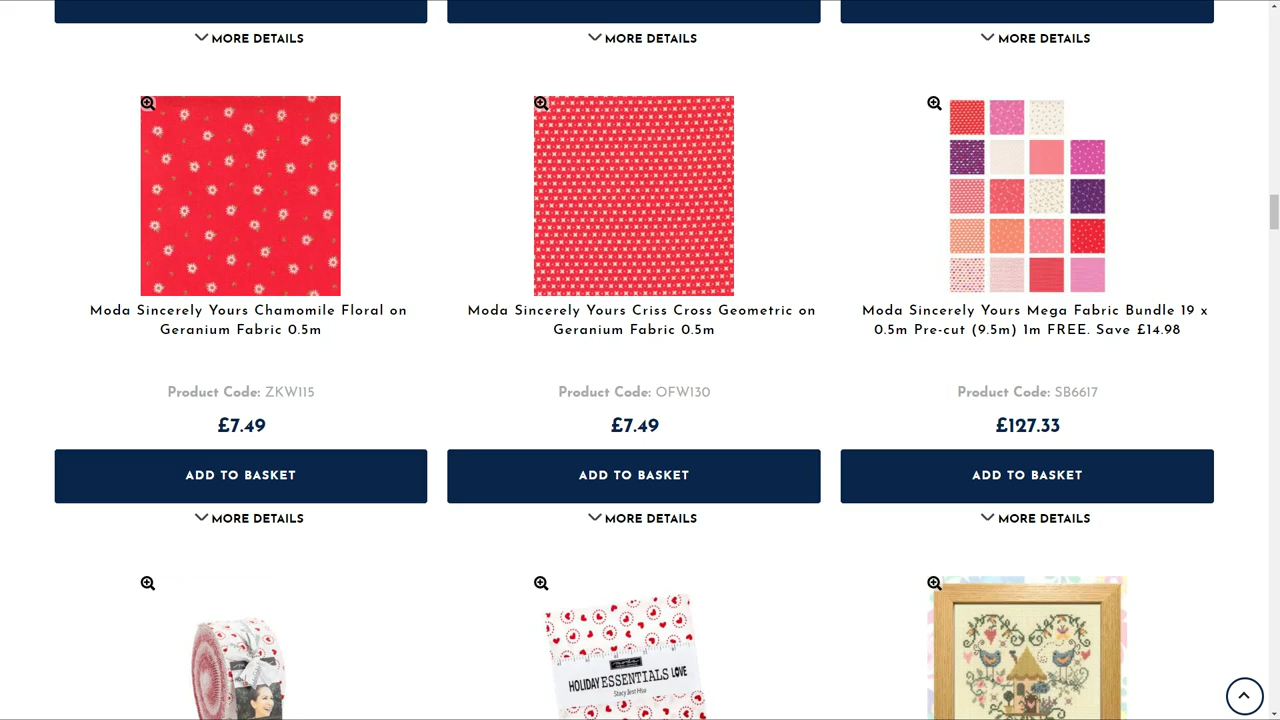 MORE DETAILS
MORE DETAILS
MORE DETAILS
Moda Sincerely Yours Chamomile Floral on
Geranium Fabric 0.5m
Product Code: ZKW115
£7.49
ADD TO BASKET
MORE DETAILS
Moda Sincerely Yours Criss Cross Geometric on
Geranium Fabric 0.5m
Product Code: OFW130
£7.49
ADD TO BASKET
MORE DETAILS
Moda Sincerely Yours Mega Fabric Bundle 19 x
0.5m Pre-cut (9.5m) 1m FREE. Save £14.98
Product Code: SB6617
£127.33
ADD TO BASKET
MORE DETAILS
moda
HOLIDAY ESSENTIALS LOVE
Stacy Iest Hsu